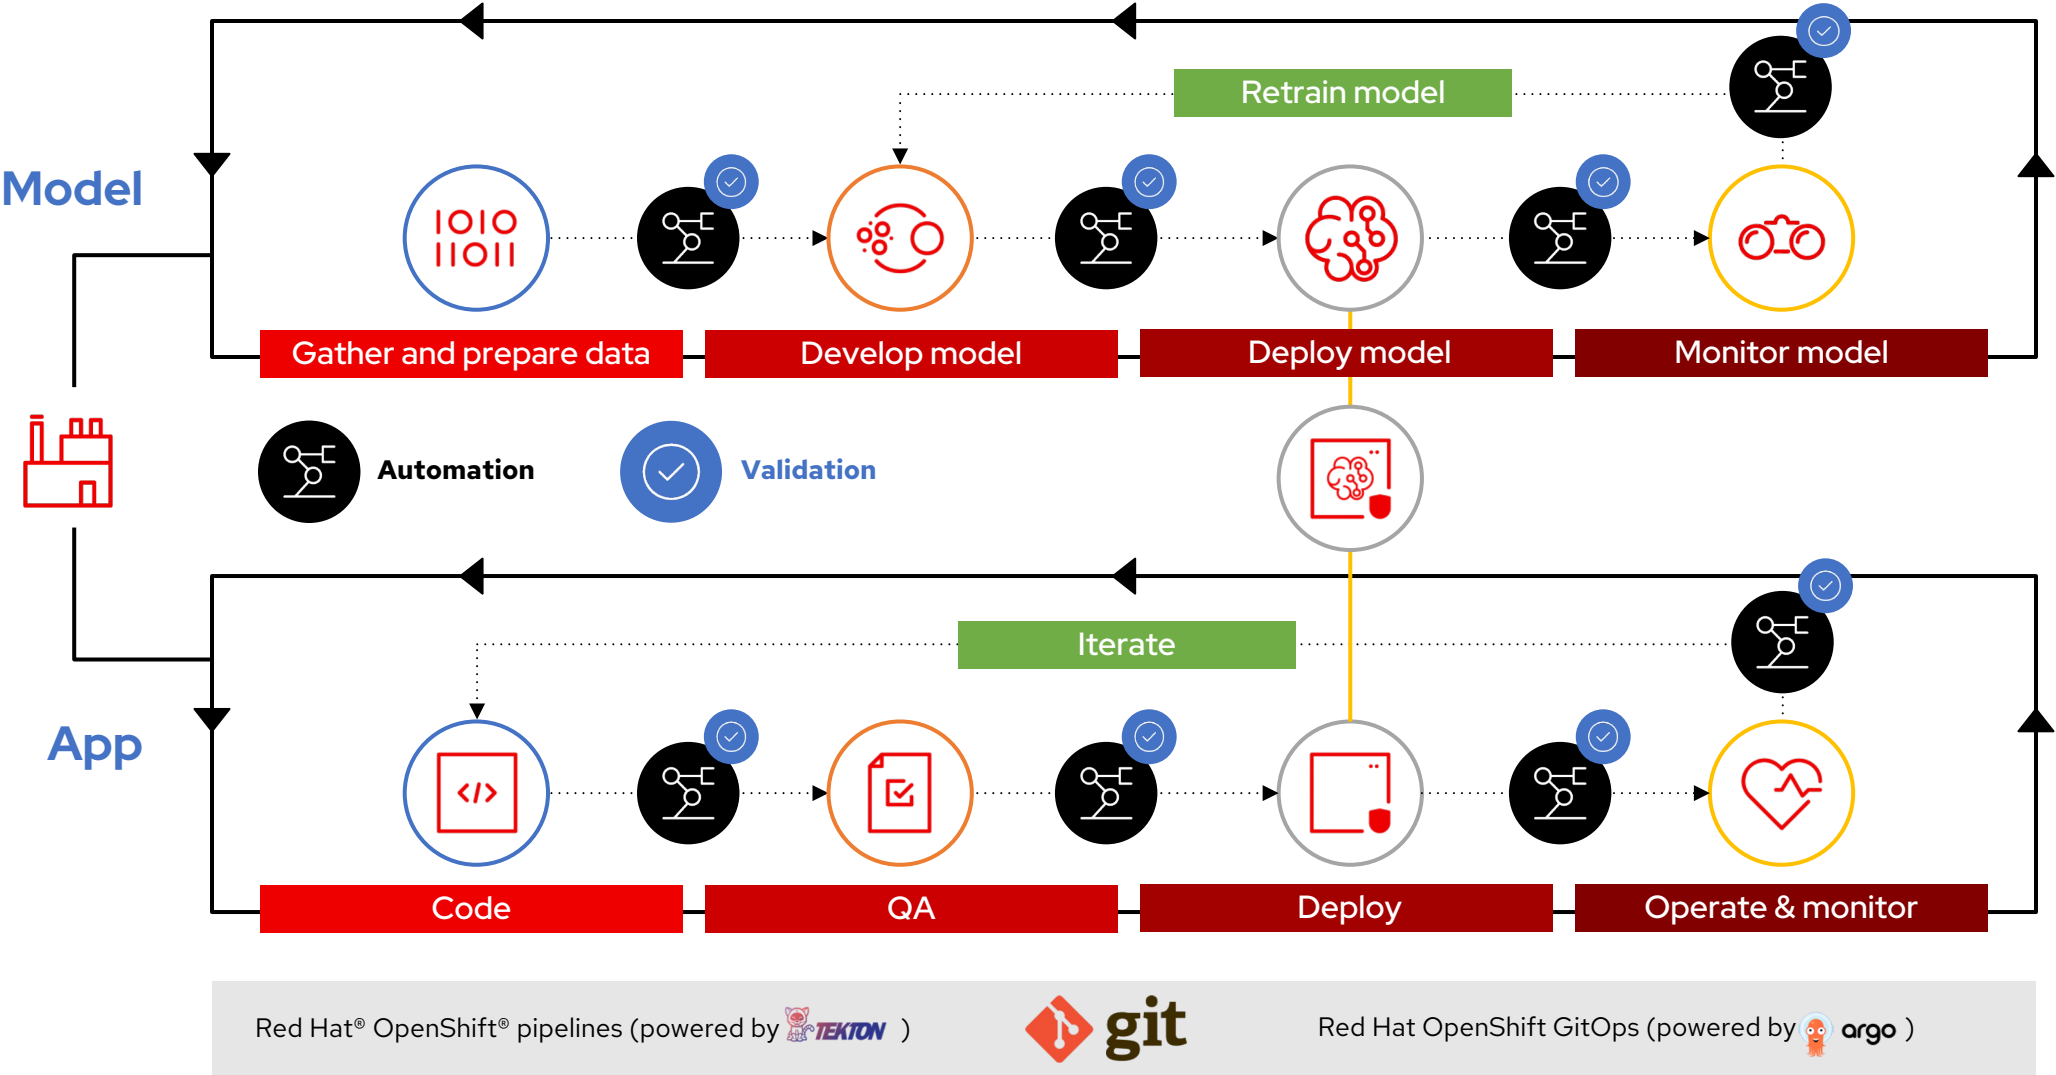 Retrain model
Model
1010
11011
Gather and prepare data
Develop model
Deploy model
Monitor model
Automation
Validation
Iterate
App
</>
Code
QA
Deploy
Operate & monitor
Red Hat® OpenShift® pipelines (powered by TEKTON )
git
Red Hat OpenShift GitOps (powered by argo )